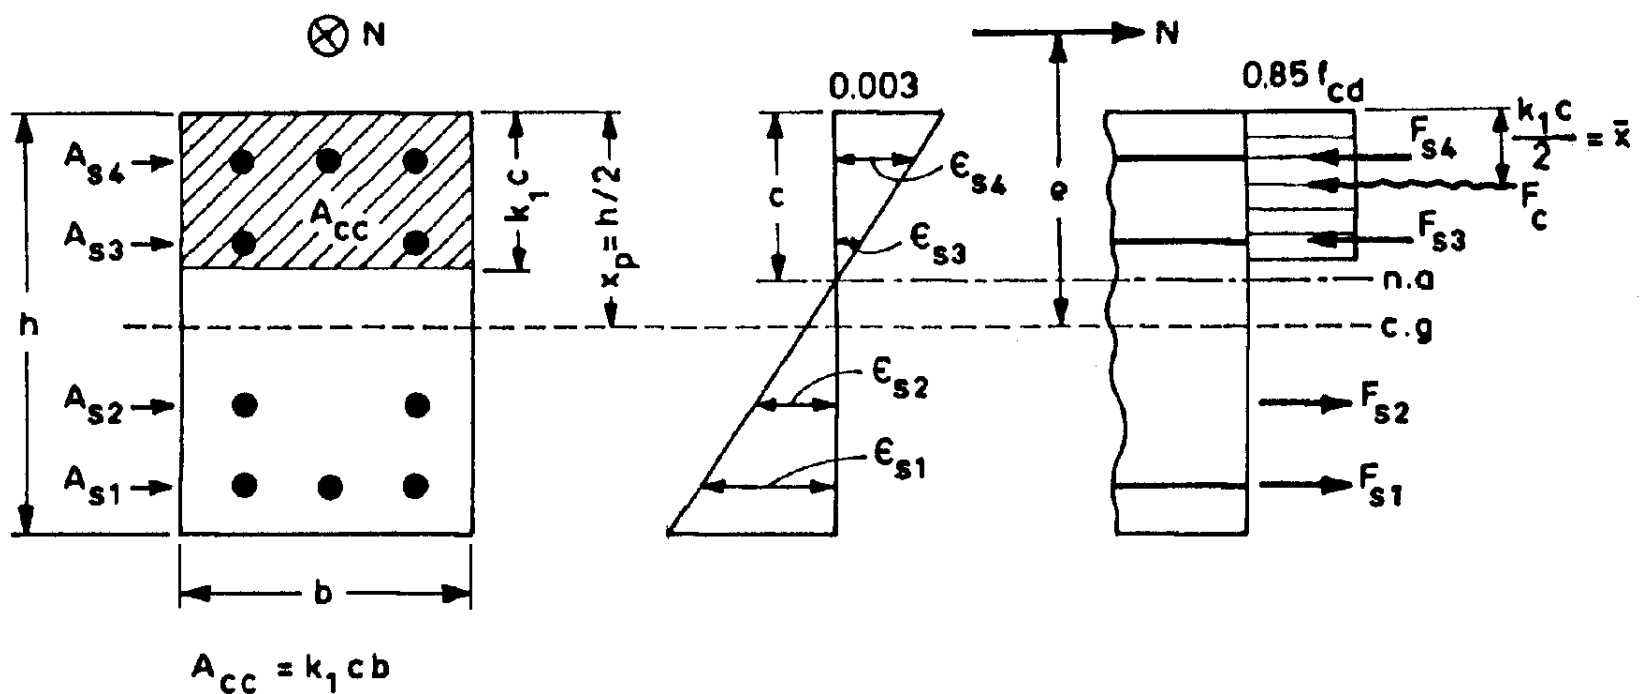 N
N
0.003
0.85 f_cd
k_1 c / 2 = x̄
A_s4
A_s3
A_cc
k_1 c
x_p = h/2
c
ε_s4
ε_s3
e
F_s4
F_c
F_s3
n.a
c.g
h
A_s2
A_s1
ε_s2
ε_s1
F_s2
F_s1
b
A_cc = k_1 c b